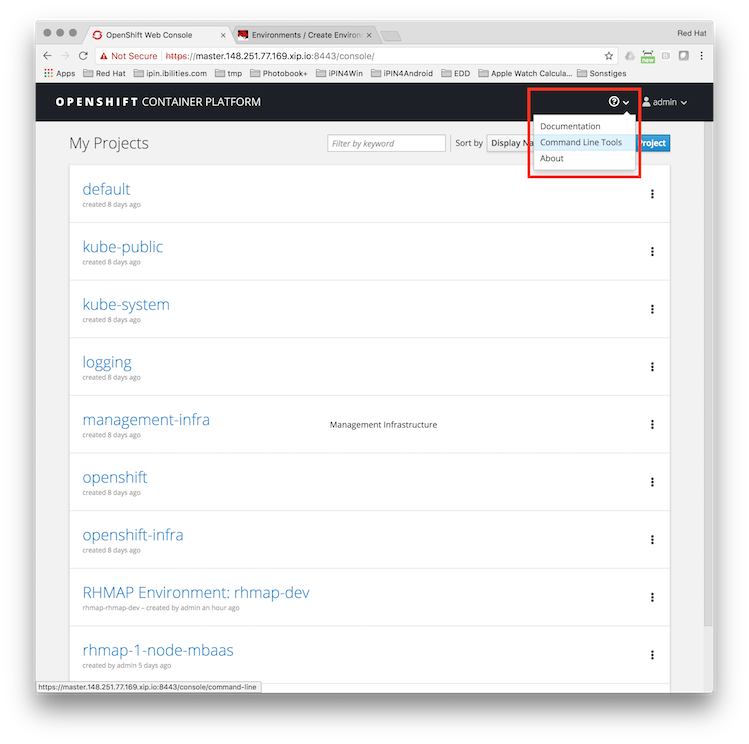 OpenShift Web Console
Environments / Create Environ
Red Hat
Not Secure https://master.148.251.77.169.xip.io:8443/console/
new
Apps Red Hat ipin.ibilities.com tmp Photobook+ iPIN4Win iPIN4Android EDD Apple Watch Calcula... Sonstiges
OPENSHIFT CONTAINER PLATFORM
admin
Documentation
Command Line Tools
About
My Projects
Filter by keyword
Sort by
Display Na
roject
default
created 8 days ago
kube-public
created 8 days ago
kube-system
created 8 days ago
logging
created 8 days ago
management-infra
created 8 days ago
Management Infrastructure
openshift
created 8 days ago
openshift-infra
created 8 days ago
RHMAP Environment: rhmap-dev
rhmap-rhmap-dev – created by admin an hour ago
rhmap-1-node-mbaas
created by admin 5 days ago
https://master.148.251.77.169.xip.io:8443/console/command-line